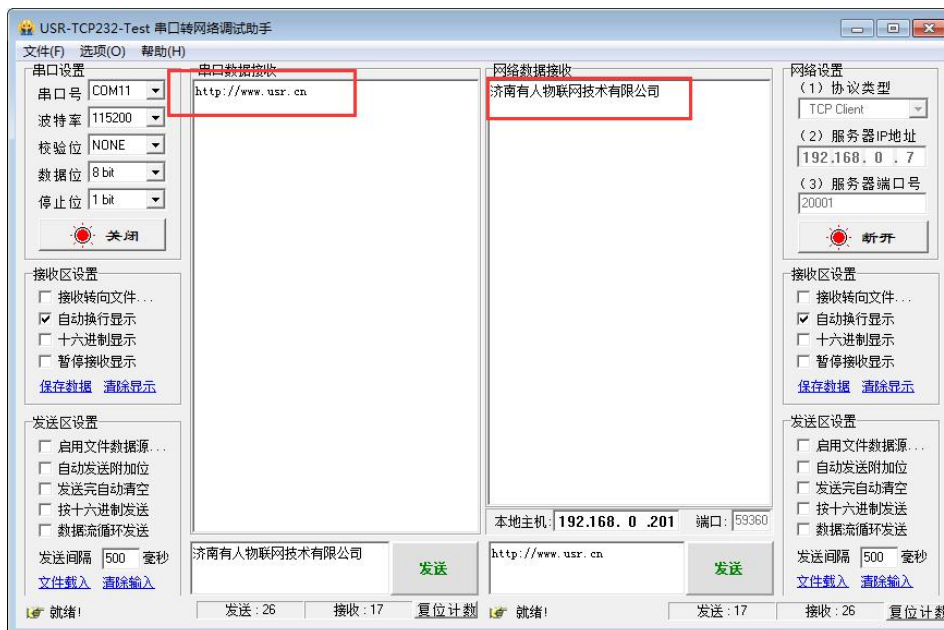 USR-TCP232-Test 串口转网络调试助手
文件(F) 选项(O) 帮助(H)
串口设置
串口号 COM11
波特率 115200
校验位 NONE
数据位 8 bit
停止位 1 bit
关闭
接收区设置
接收转向文件...
自动换行显示
十六进制显示
暂停接收显示
保存数据 清除显示
发送区设置
启用文件数据源...
自动发送附加位
发送完自动清空
按十六进制发送
数据流循环发送
发送间隔 500 毫秒
文件载入 清除输入
就绪!
串口数据接收
http://www.usr.cn
济南有人物联网技术有限公司
发送
发送:26 接收:17 复位计数
网络数据接收
济南有人物联网技术有限公司
本地主机: 192.168. 0 .201 端口: 59360
http://www.usr.cn
发送
就绪!
发送:17 接收:26 复位计数
网络设置
(1) 协议类型
TCP Client
(2) 服务器IP地址
192.168. 0 . 7
(3) 服务器端口号
20001
断开
接收区设置
接收转向文件...
自动换行显示
十六进制显示
暂停接收显示
保存数据 清除显示
发送区设置
启用文件数据源...
自动发送附加位
发送完自动清空
按十六进制发送
数据流循环发送
发送间隔 500 毫秒
文件载入 清除输入